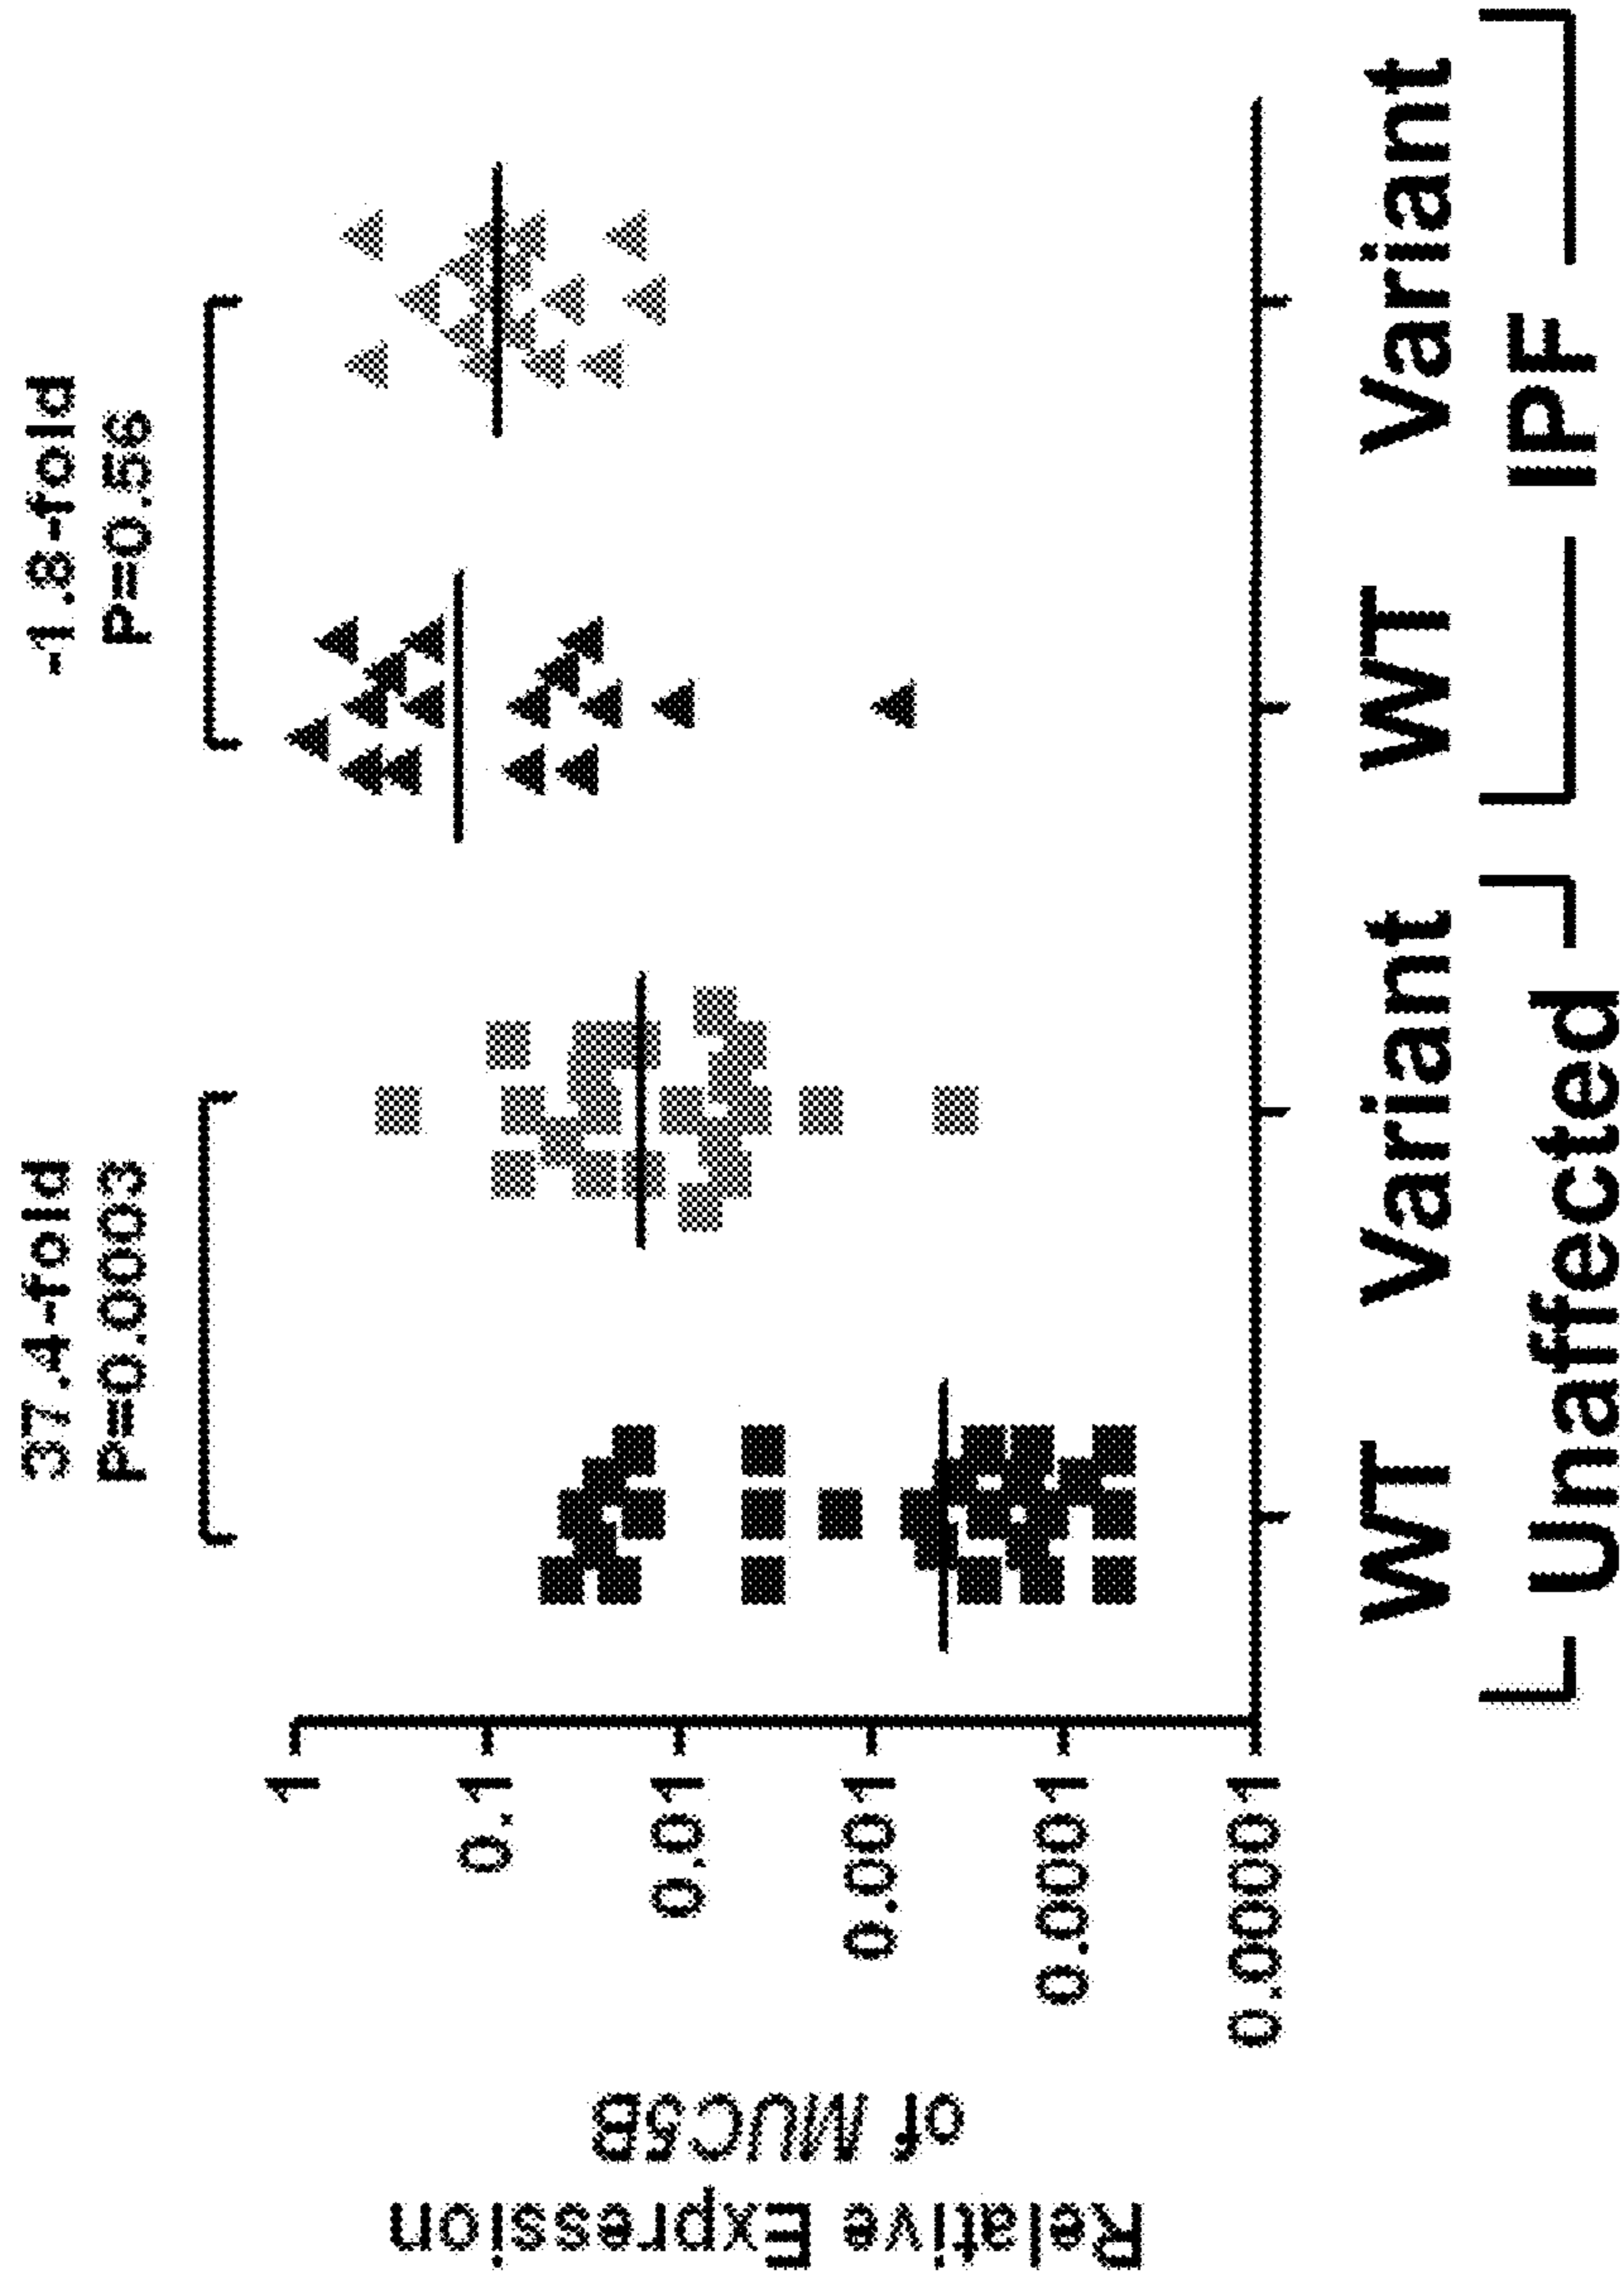 37.4-fold
P=0.0003
-1.8-fold
P=0.56
Relative Expression
of MUC5B
1
0.1
0.01
0.001
0.0001
0.00001
WT Variant WT Variant
Unaffected IPF